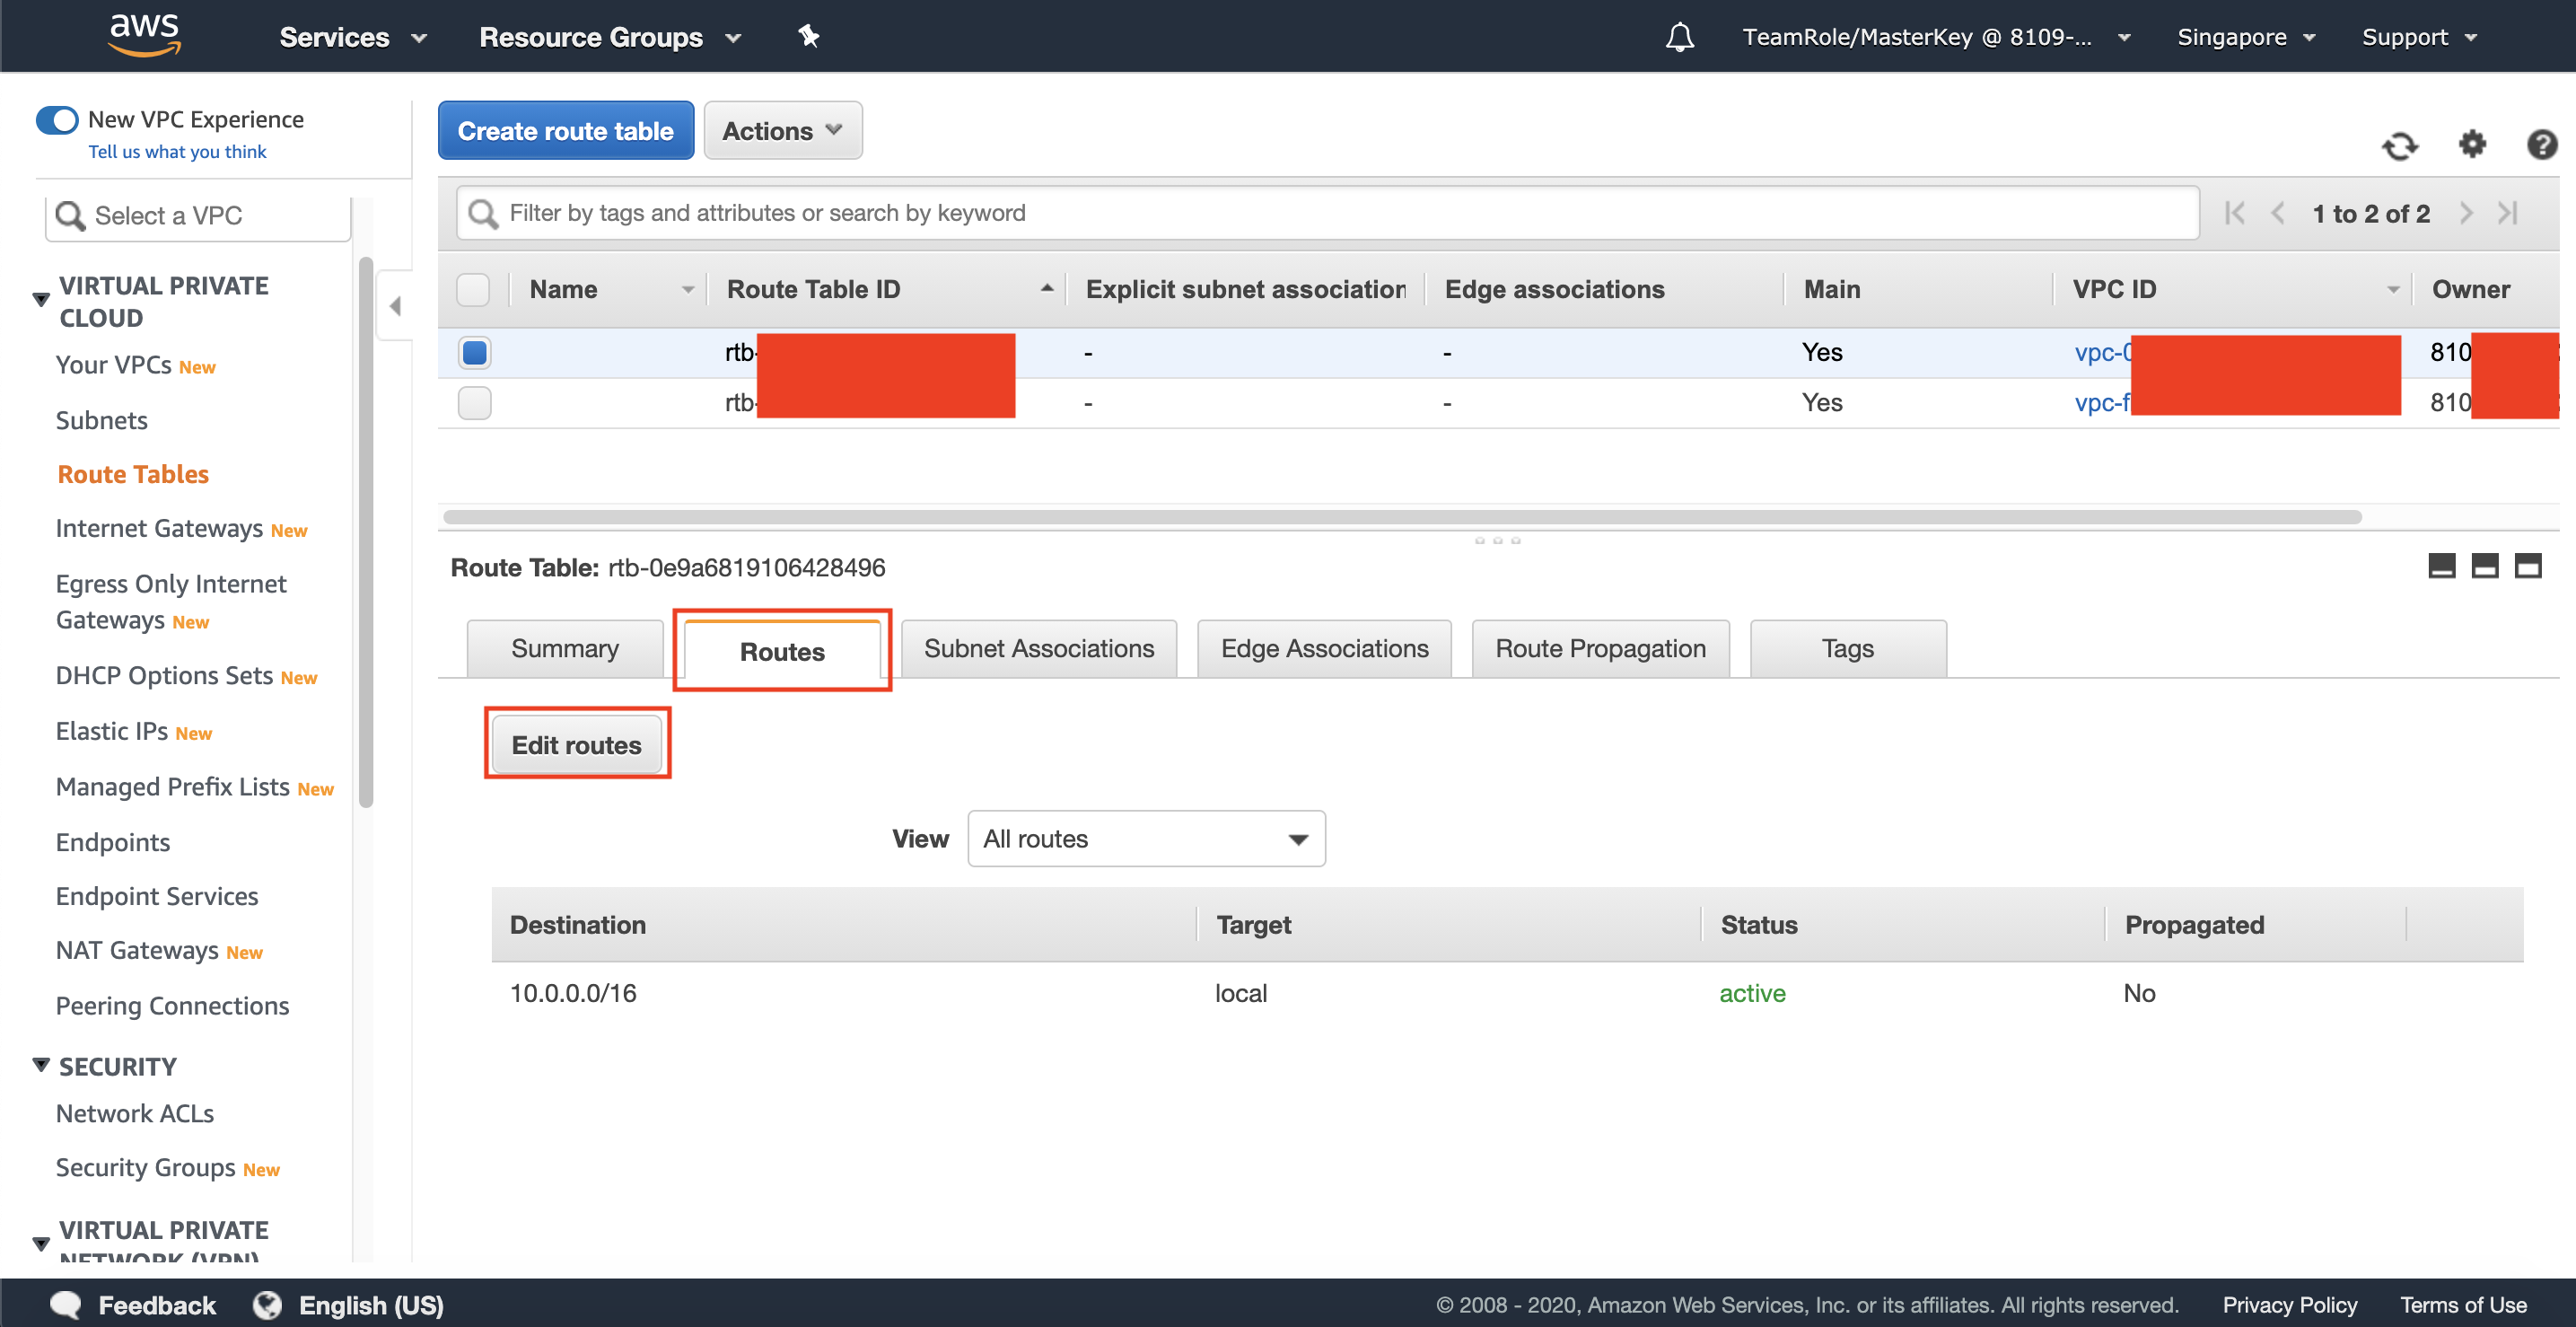 aws
Services
Resource Groups
TeamRole/MasterKey @ 8109-...
Singapore
Support
New VPC Experience
Tell us what you think
Select a VPC
VIRTUAL PRIVATE
CLOUD
Your VPCs New
Subnets
Route Tables
Internet Gateways New
Egress Only Internet
Gateways New
DHCP Options Sets New
Elastic IPs New
Managed Prefix Lists New
Endpoints
Endpoint Services
NAT Gateways New
Peering Connections
SECURITY
Network ACLs
Security Groups New
VIRTUAL PRIVATE
NETWORK (VPN)
Create route table
Actions
Filter by tags and attributes or search by keyword
1 to 2 of 2
Name
Route Table ID
Explicit subnet association
Edge associations
Main
VPC ID
Owner
rtb- - - Yes vpc-0 810
rtb- - - Yes vpc-f 810
Route Table: rtb-0e9a6819106428496
Summary
Routes
Subnet Associations
Edge Associations
Route Propagation
Tags
Edit routes
View All routes
Destination Target Status Propagated
10.0.0.0/16 local active No
Feedback
English (US)
© 2008 - 2020, Amazon Web Services, Inc. or its affiliates. All rights reserved.
Privacy Policy
Terms of Use